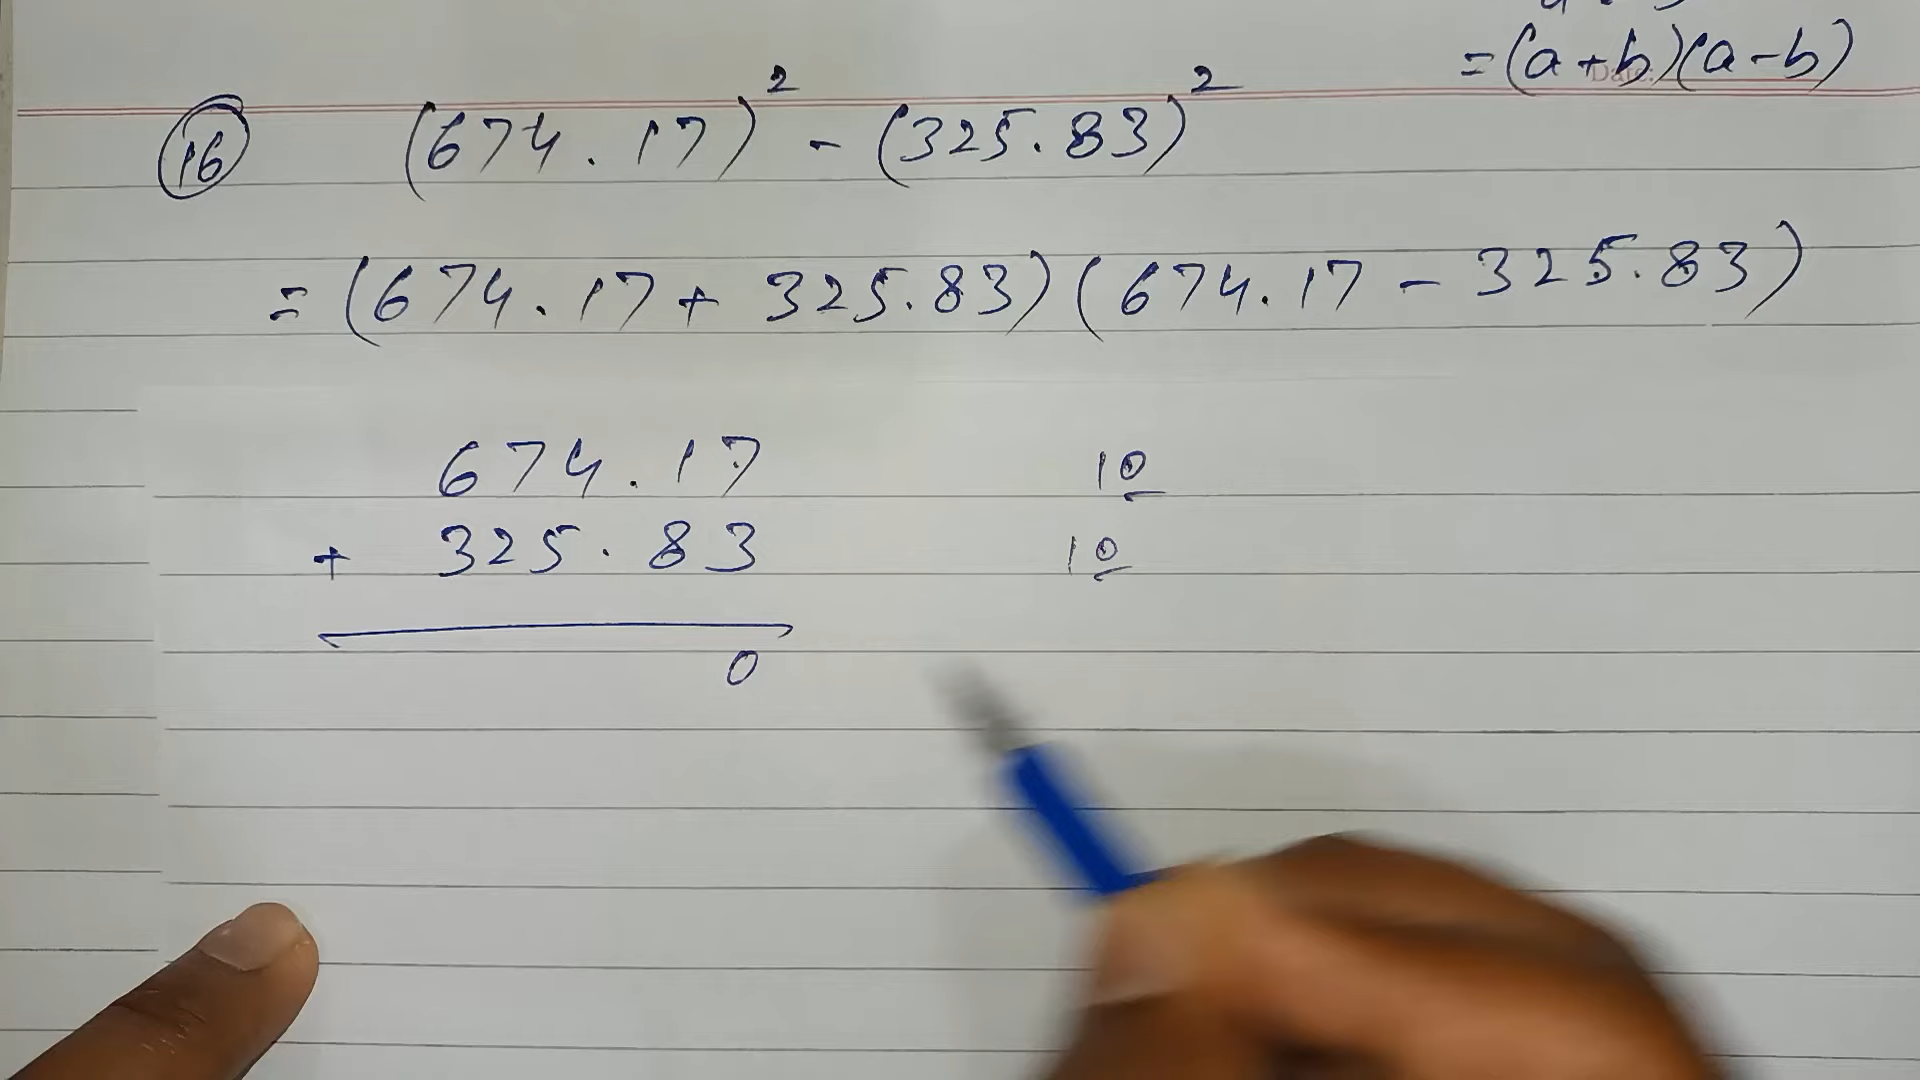 = (a + b)(a - b)
16 (674.17)² - (325.83)²
= (674.17 + 325.83)(674.17 - 325.83)
674.17 10
+ 325.83 10
0